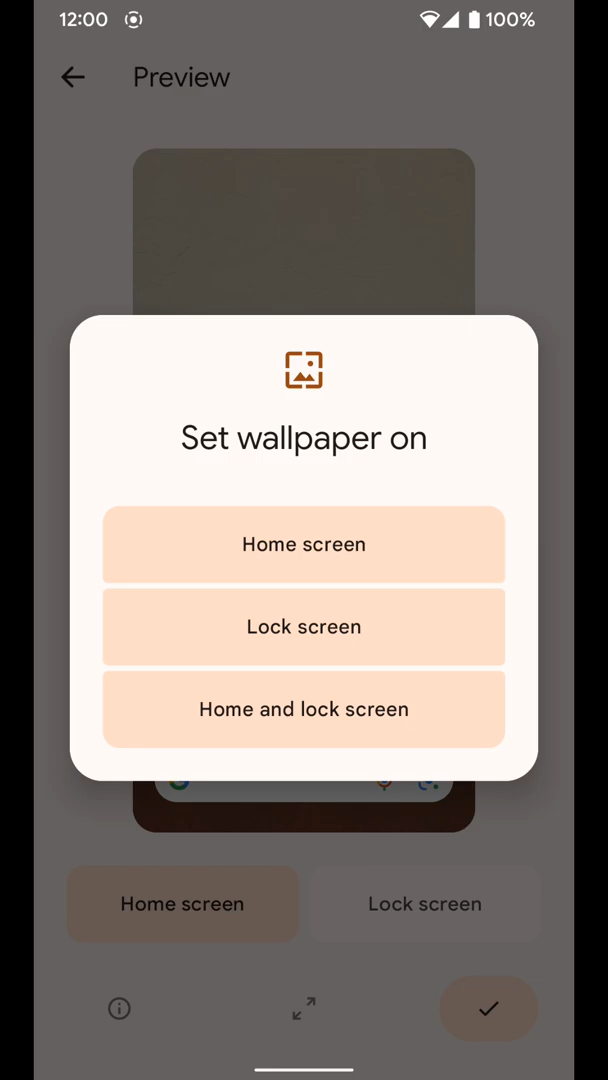 12:00
100%
Preview
Set wallpaper on
Home screen
Lock screen
Home and lock screen
Home screen
Lock screen